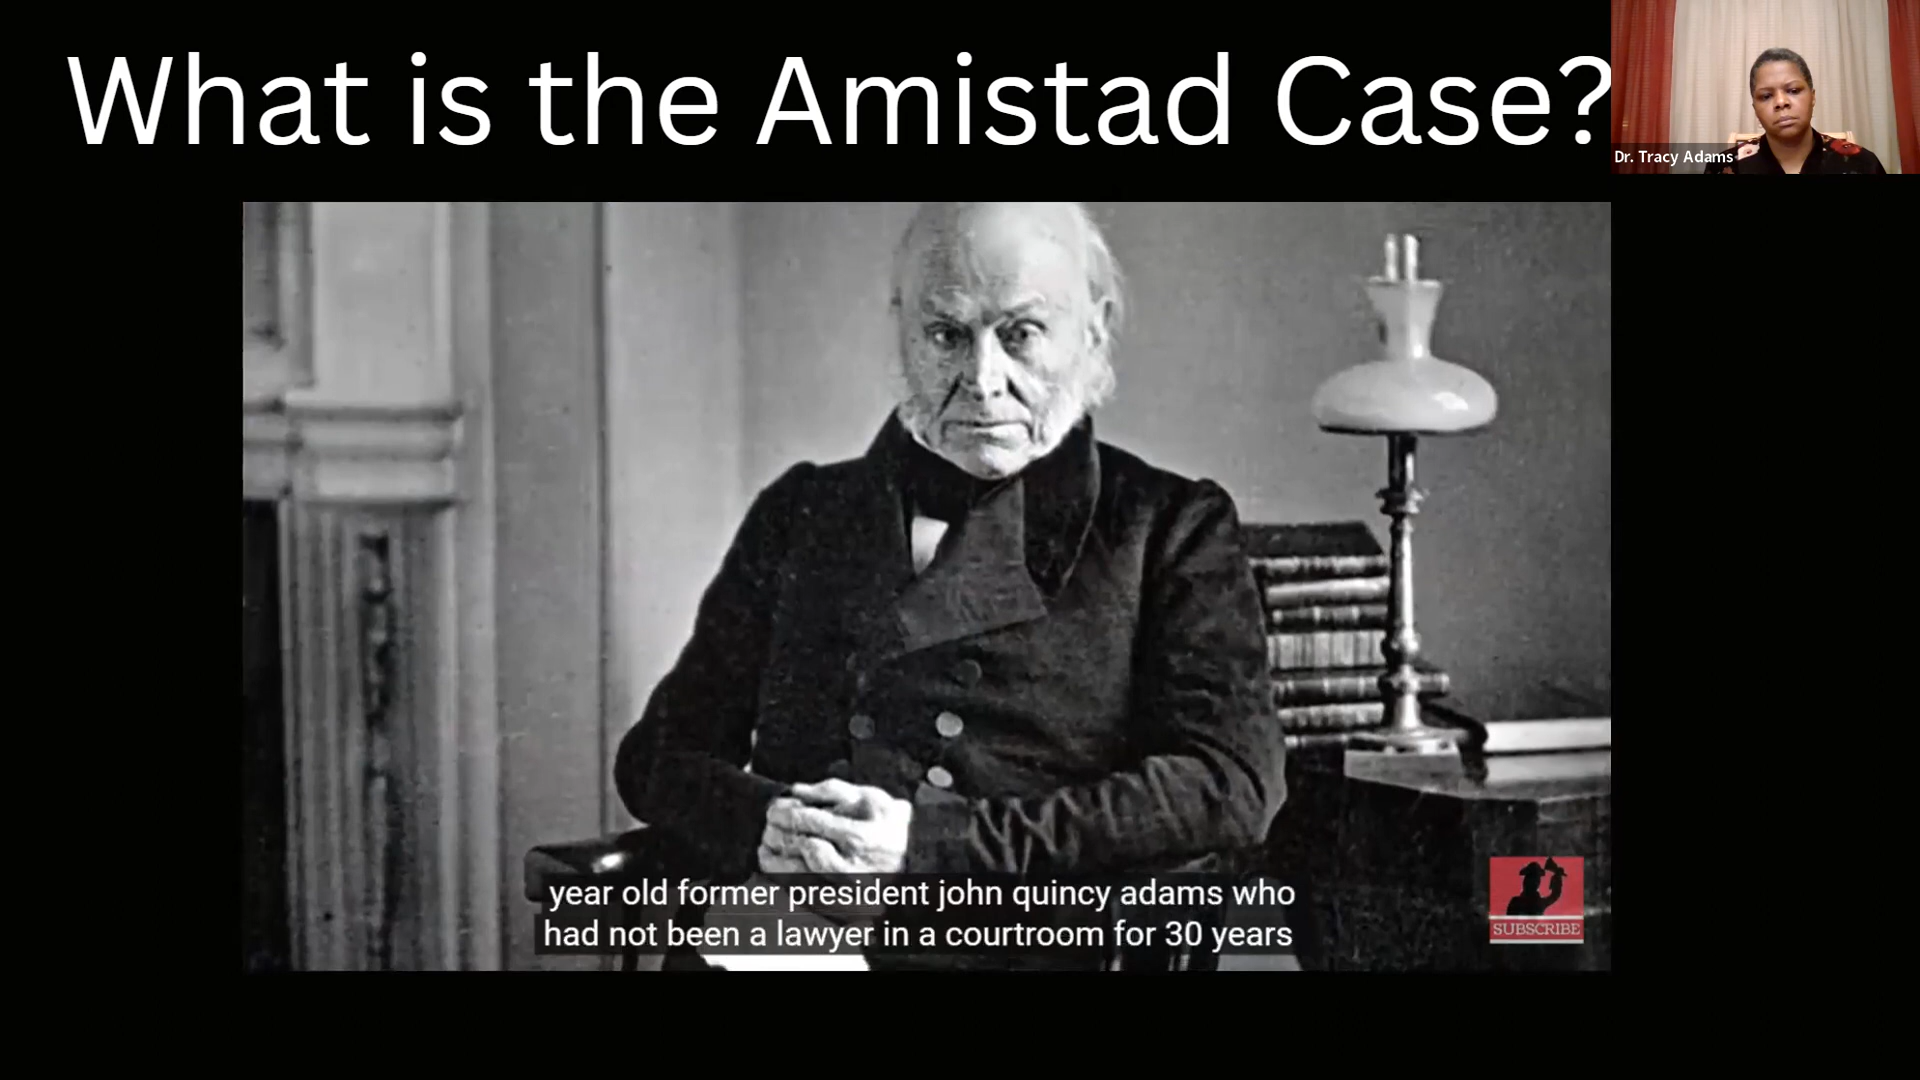 What is the Amistad Case?
Dr. Tracy Adams
year old former president john quincy adams who
had not been a lawyer in a courtroom for 30 years
SUBSCRIBE